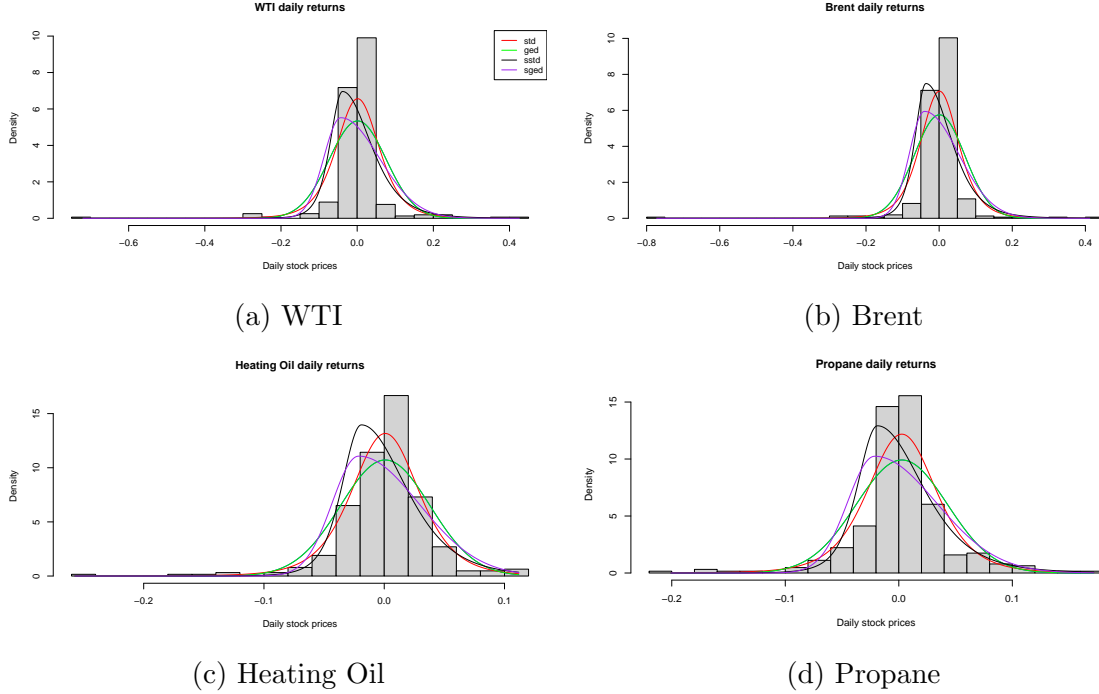 WTI daily returns
Density
0
2
4
6
8
10
−0.6
−0.4
−0.2
0.0
0.2
0.4
Daily stock prices
std
ged
sstd
sged
(a) WTI
Brent daily returns
Density
0
2
4
6
8
10
−0.8
−0.6
−0.4
−0.2
0.0
0.2
0.4
Daily stock prices
(b) Brent
Heating Oil daily returns
Density
0
5
10
15
−0.2
−0.1
0.0
0.1
Daily stock prices
(c) Heating Oil
Propane daily returns
Density
0
5
10
15
−0.2
−0.1
0.0
0.1
Daily stock prices
(d) Propane